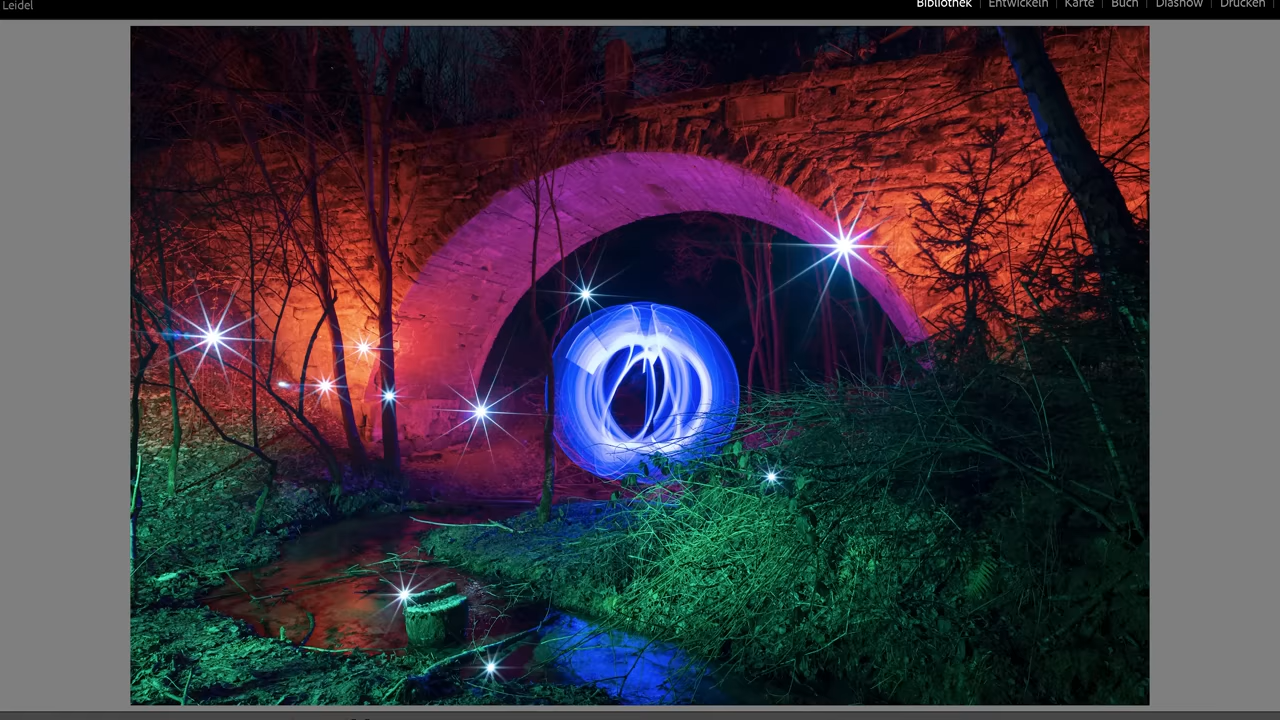 Leidel
Bibliothek | Entwickeln | Karte | Buch | Diashow | Drucken |